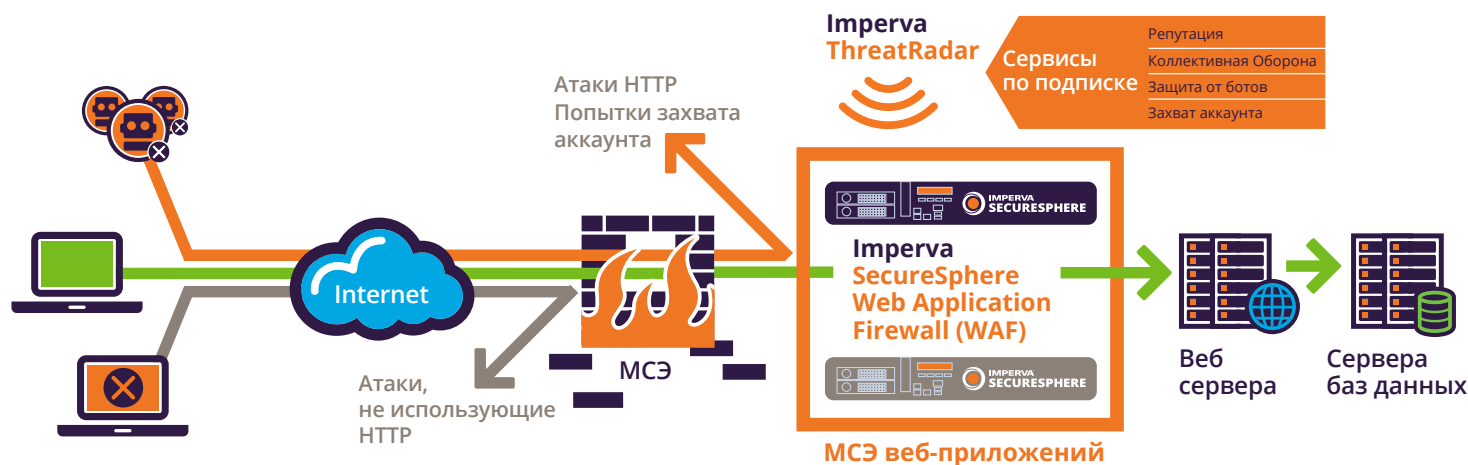 Imperva
ThreatRadar
Сервисы
по подписке
Репутация
Коллективная Оборона
Защита от ботов
Захват аккаунта
Атаки HTTP
Попытки захвата
аккаунта
Internet
МСЭ
Атаки,
не использующие
HTTP
IMPERVA
SECURESPHERE
Imperva
SecureSphere
Web Application
Firewall (WAF)
IMPERVA
SECURESPHERE
МСЭ веб-приложений
Веб
сервера
Сервера
баз данных